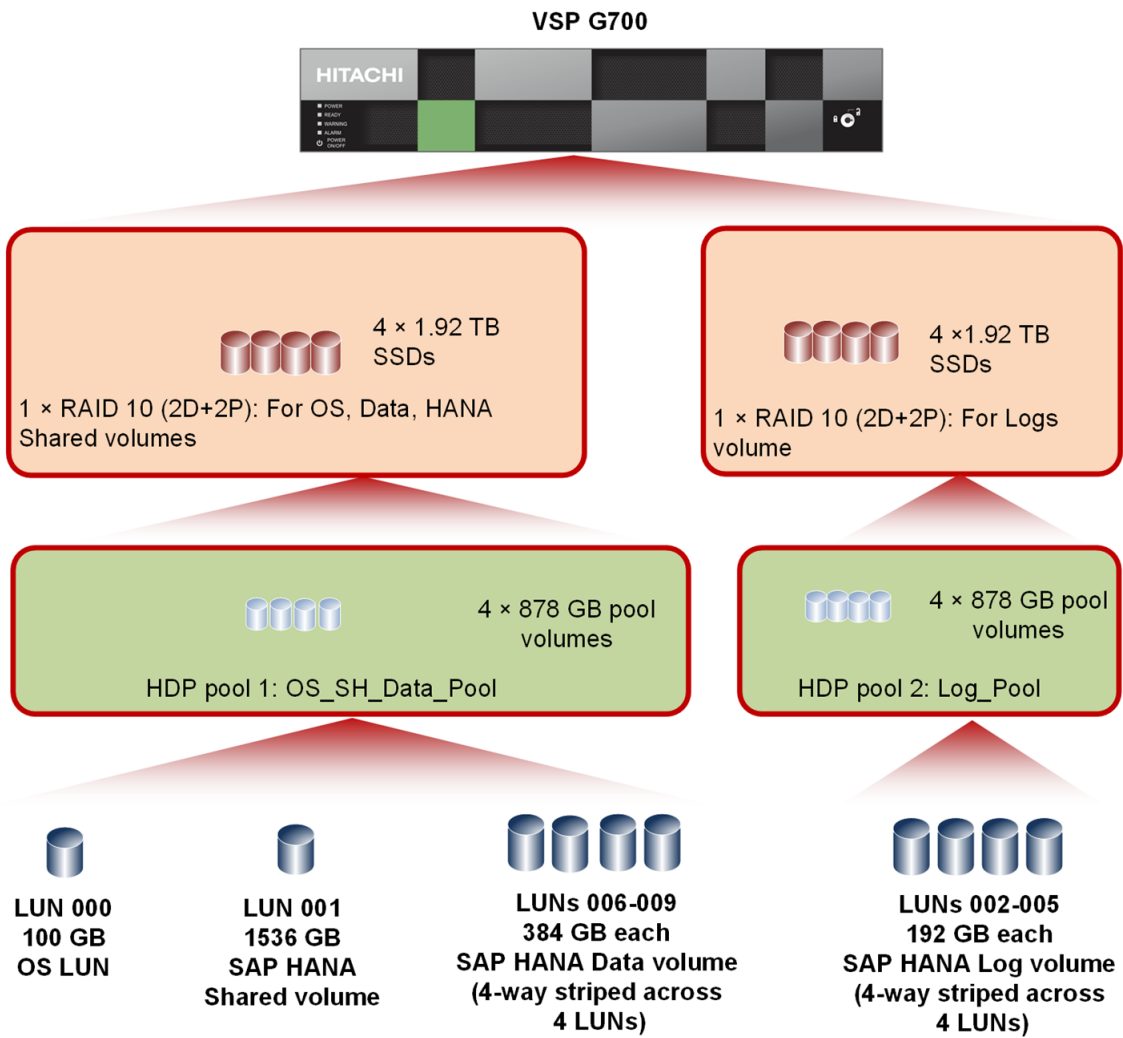 VSP G700
HITACHI
POWER
READY
WARNING
ALARM
POWER
ON/OFF
4 × 1.92 TB
SSDs
1 × RAID 10 (2D+2P): For OS, Data, HANA
Shared volumes
4 ×1.92 TB
SSDs
1 × RAID 10 (2D+2P): For Logs
volume
4 × 878 GB pool
volumes
HDP pool 1: OS_SH_Data_Pool
4 × 878 GB pool
volumes
HDP pool 2: Log_Pool
LUN 000
100 GB
OS LUN
LUN 001
1536 GB
SAP HANA
Shared volume
LUNs 006-009
384 GB each
SAP HANA Data volume
(4-way striped across
4 LUNs)
LUNs 002-005
192 GB each
SAP HANA Log volume
(4-way striped across
4 LUNs)